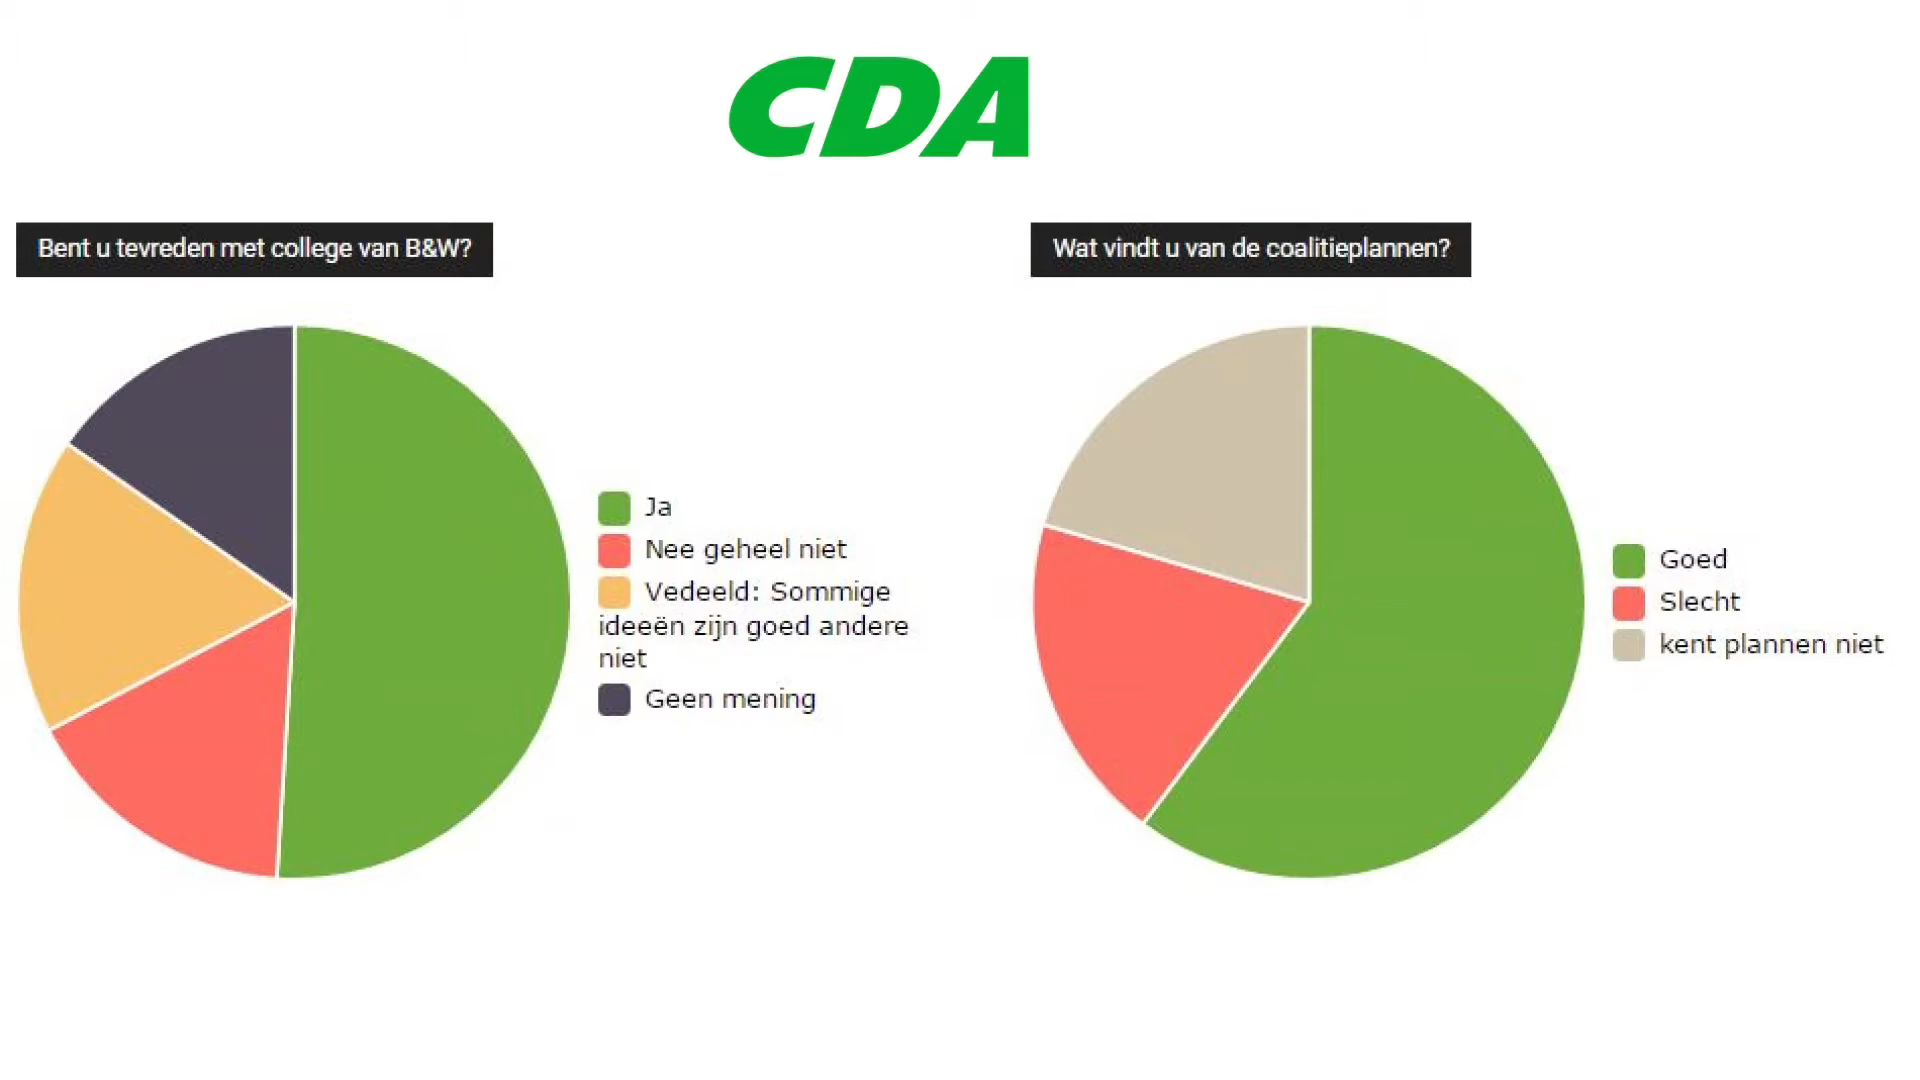 CDA
Bent u tevreden met college van B&W?
Ja
Nee geheel niet
Vedeeld: Sommige
ideeën zijn goed andere
niet
Geen mening
Wat vindt u van de coalitieplannen?
Goed
Slecht
kent plannen niet